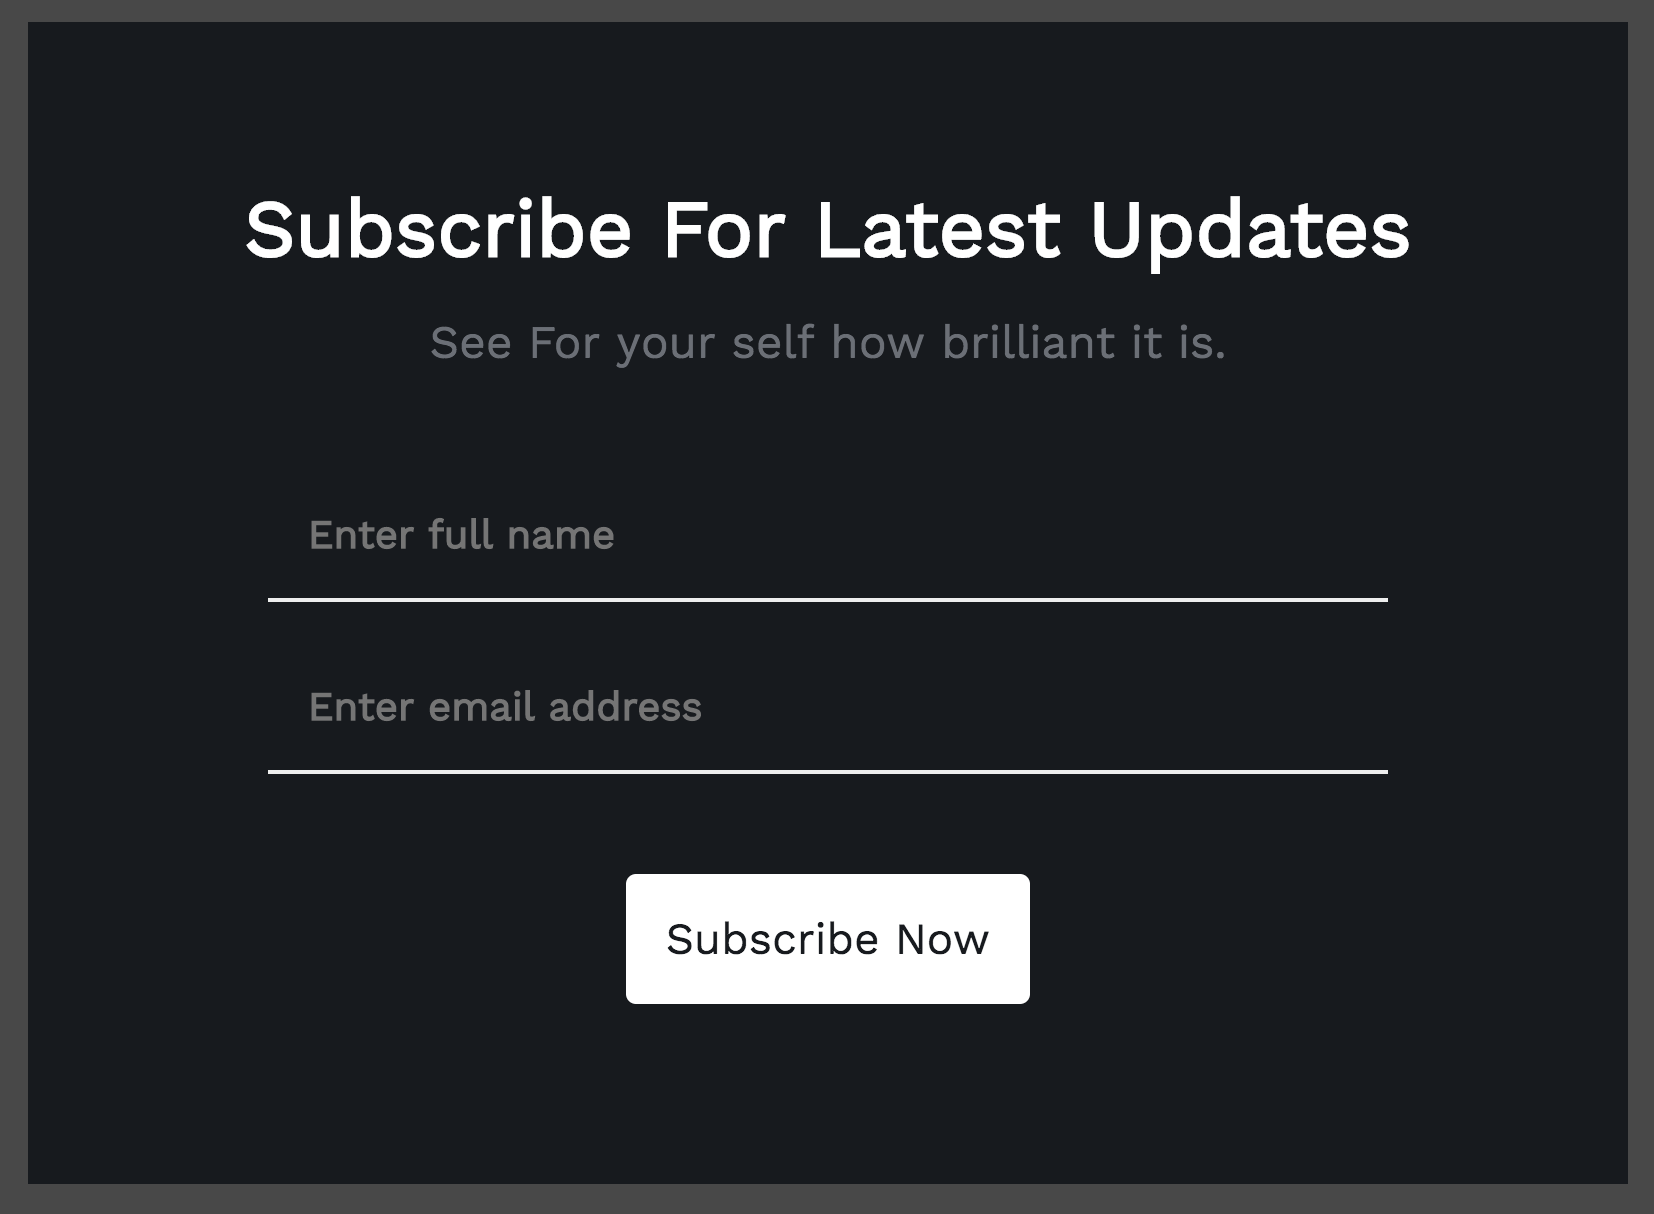 Subscribe For Latest Updates
See For your self how brilliant it is.
Enter full name
Enter email address
Subscribe Now